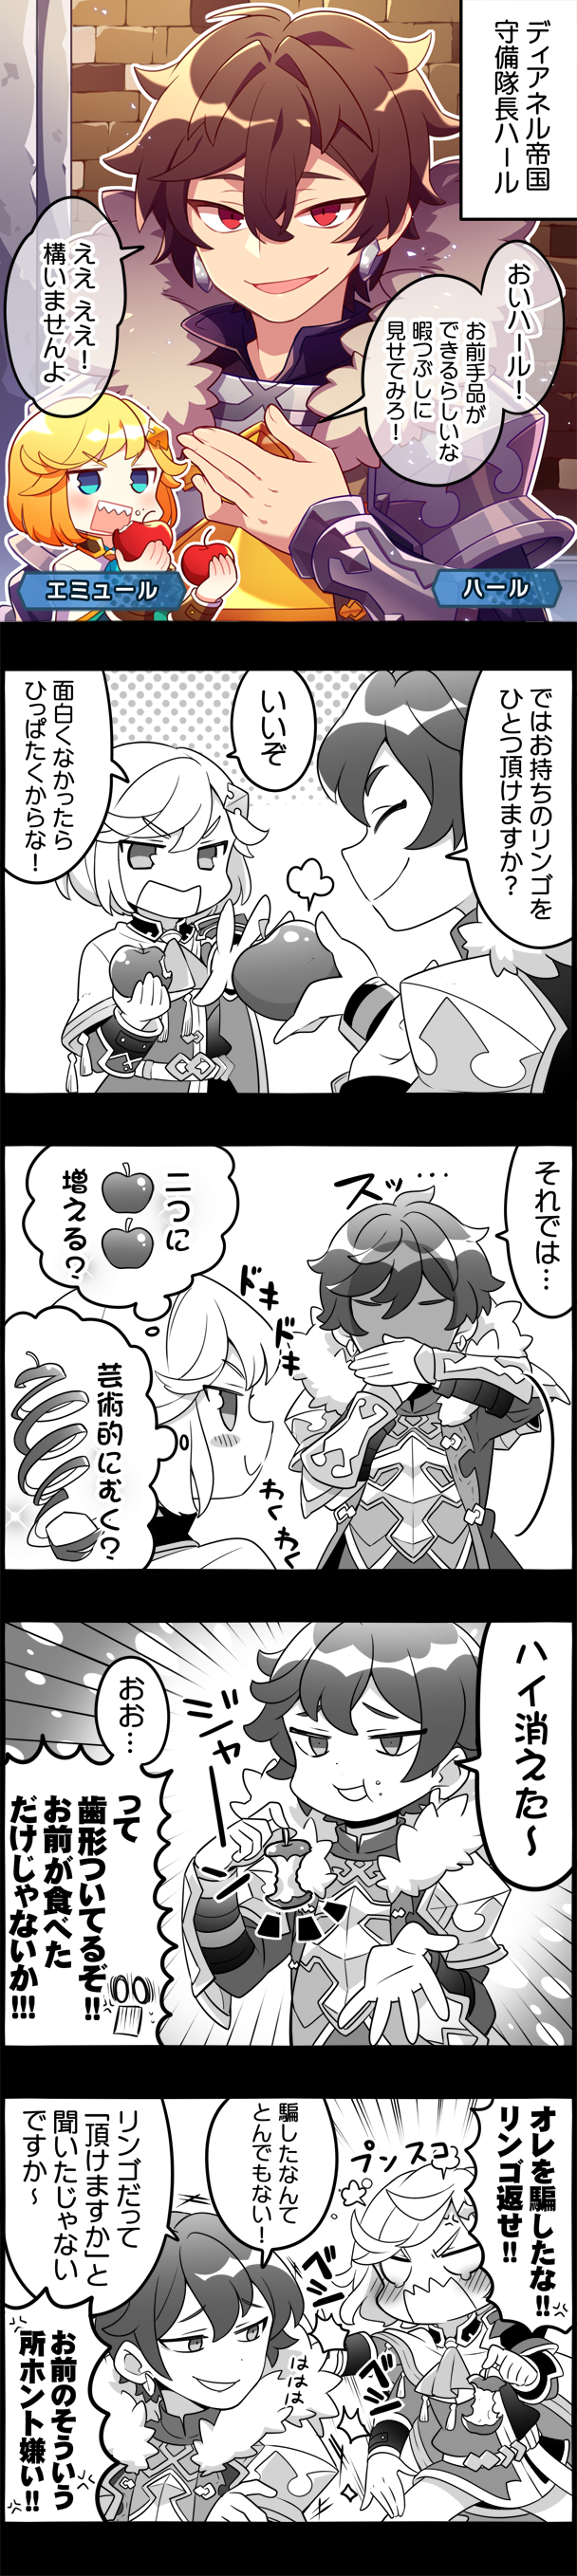 ディアネル帝国
守備隊長ハール
おいハール！
お前手品が
できるらしいな
暇つぶしに
見せてみろ！
ええ ええ！
構いませんよ
エミュール
ハール
ではお持ちのリンゴを
ひとつ頂けますか？
いいぞ
面白くなかったら
ひっぱたくからな！
それでは…
スッ…
二つに
増える？
ドキ
ドキ
芸術的にむく？
わく
わく
ハイ消えた～
ジャーン
おお…
って
歯形ついてるぞ!!
お前が食べた
だけじゃないか!!!
オレを騙したな!!
リンゴ返せ!!
プンスコ
ズビシ
ズビシ
騙したなんて
とんでもない！
リンゴだって
「頂けますか」と
聞いたじゃない
ですか～
ははは
お前のそういう
所ホント嫌い!!